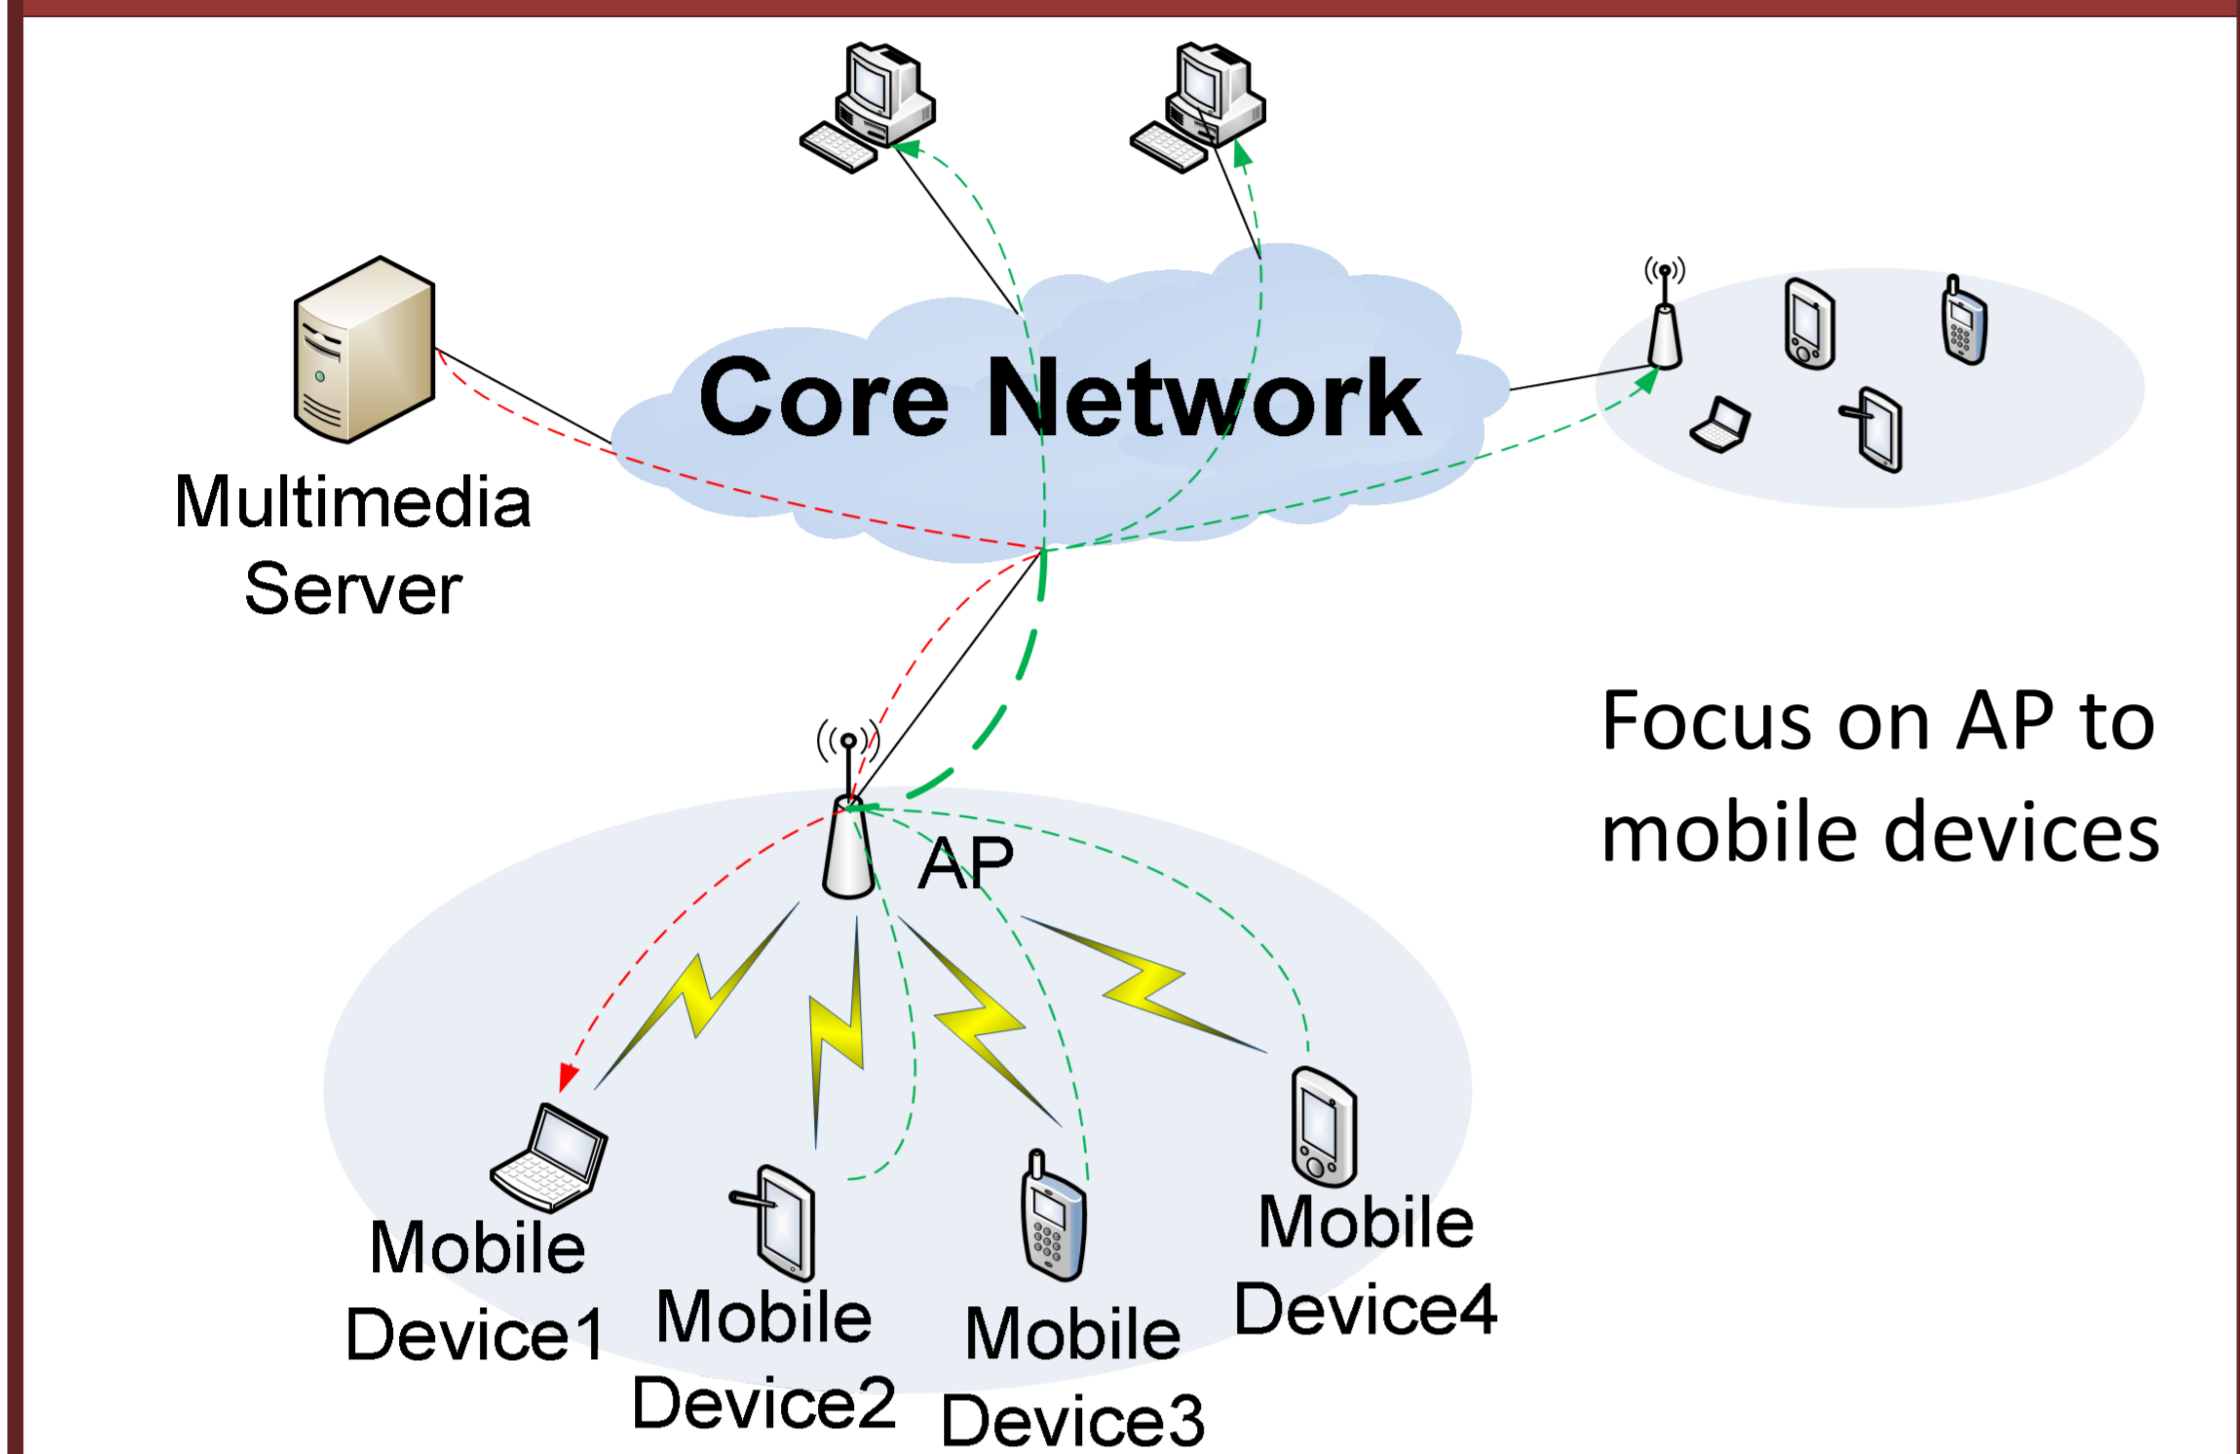 Core Network
Multimedia
Server
Focus on AP to
mobile devices
AP
Mobile
Device1
Mobile
Device2
Mobile
Device3
Mobile
Device4